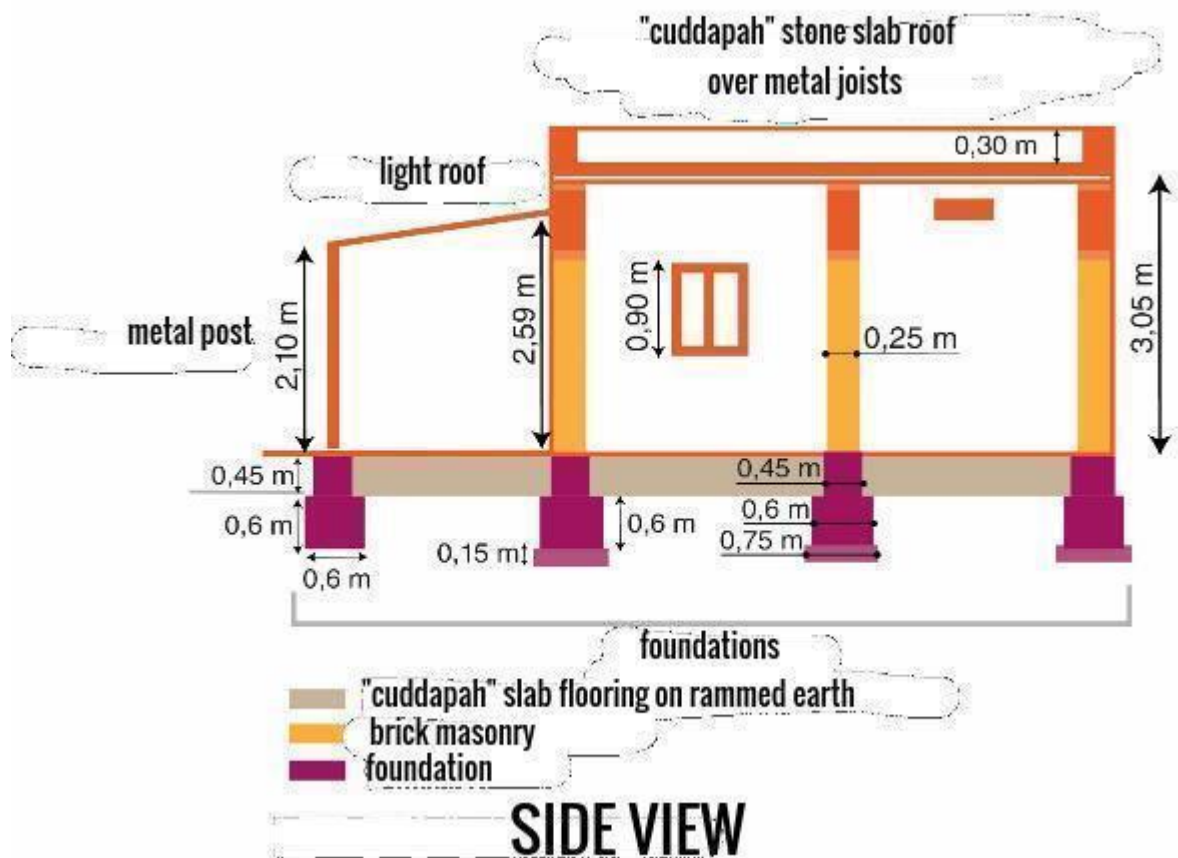 "cuddapah" stone slab roof
over metal joists
0,30 m
light roof
metal post
2,10 m
2,59 m
0,90 m
0,25 m
3,05 m
0,45 m
0,45 m
0,6 m
0,6 m
0,6 m
0,15 m
0,75 m
0,6 m
foundations
"cuddapah" slab flooring on rammed earth
brick masonry
foundation
SIDE VIEW